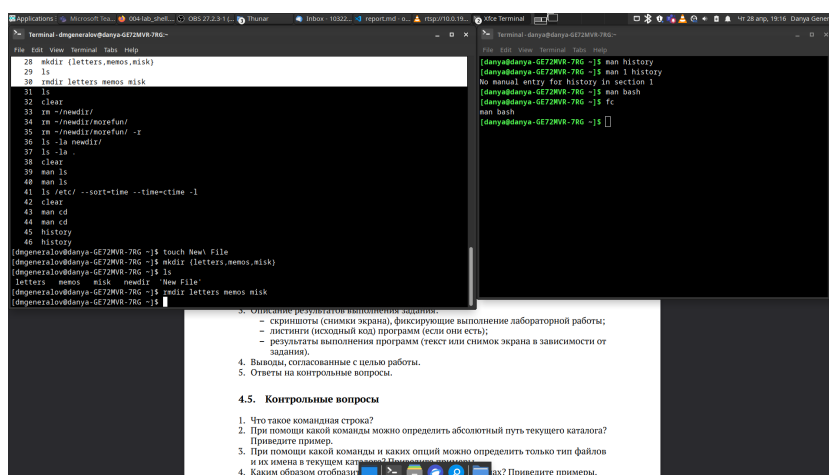 Applications Microsoft Tea... 004-lab_shell... OBS 27.2.3-1 (... Thunar Inbox - 10322... report.md - o... rtsp://10.0.19... Xfce Terminal Чт 28 апр, 19:16 Danya Gener
Terminal - dmgeneralov@danya-GE72MVR-7RG:~
File Edit View Terminal Tabs Help
28 mkdir {letters,memos,misk}
29 ls
30 rmdir letters memos misk
31 ls
32 clear
33 rm ~/newdir/
34 rm ~/newdir/morefun/
35 rm ~/newdir/morefun/ -r
36 ls -la newdir/
37 ls -la .
38 clear
39 man ls
40 man ls
41 ls /etc/ --sort=time --time=ctime -l
42 clear
43 man cd
44 man cd
45 history
46 history
[dmgeneralov@danya-GE72MVR-7RG ~]$ touch New\ File
[dmgeneralov@danya-GE72MVR-7RG ~]$ mkdir {letters,memos,misk}
[dmgeneralov@danya-GE72MVR-7RG ~]$ ls
letters memos misk newdir 'New File'
[dmgeneralov@danya-GE72MVR-7RG ~]$ rmdir letters memos misk
[dmgeneralov@danya-GE72MVR-7RG ~]$
Terminal - danya@danya-GE72MVR-7RG:~
File Edit View Terminal Tabs Help
[danya@danya-GE72MVR-7RG ~]$ man history
[danya@danya-GE72MVR-7RG ~]$ man 1 history
No manual entry for history in section 1
[danya@danya-GE72MVR-7RG ~]$ man bash
[danya@danya-GE72MVR-7RG ~]$ fc
man bash
[danya@danya-GE72MVR-7RG ~]$
3. Описание результатов выполнения задания:
– скриншоты (снимки экрана), фиксирующие выполнение лабораторной работы;
– листинги (исходный код) программ (если они есть);
– результаты выполнения программ (текст или снимок экрана в зависимости от
задания).
4. Выводы, согласованные с целью работы.
5. Ответы на контрольные вопросы.
4.5. Контрольные вопросы
1. Что такое командная строка?
2. При помощи какой команды можно определить абсолютный путь текущего каталога?
Приведите пример.
3. При помощи какой команды и каких опций можно определить только тип файлов
и их имена в текущем каталоге? Приведите примеры.
4. Каким образом отобразить ах? Приведите примеры.